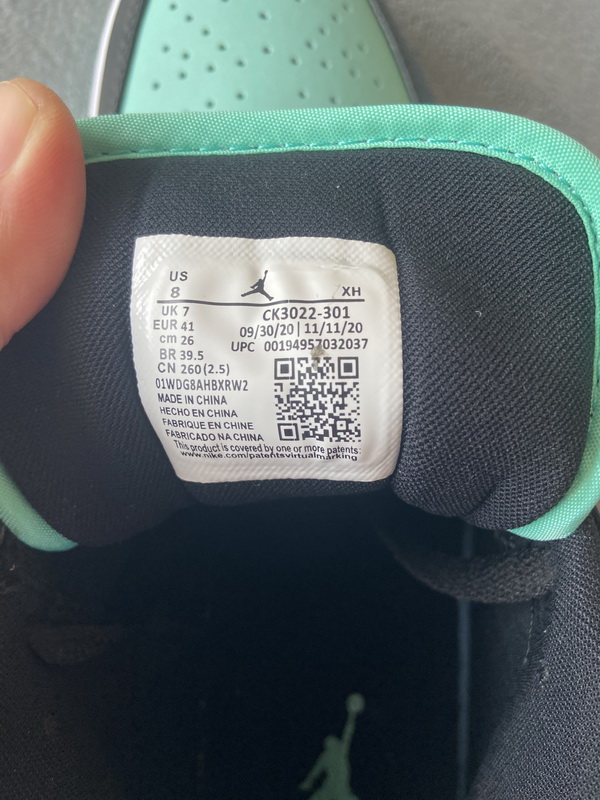 US
8
XH
UK 7
EUR 41
cm 26
BR 39.5
CN 260 (2.5)
01WDG8AHBXRW2
MADE IN CHINA
HECHO EN CHINA
FABRIQUE EN CHINE
FABRICADO NA CHINA
CK3022-301
09/30/20 | 11/11/20
UPC 00194957032037
This product is covered by one or more patents:
www.nike.com/patentsvirtualmarking